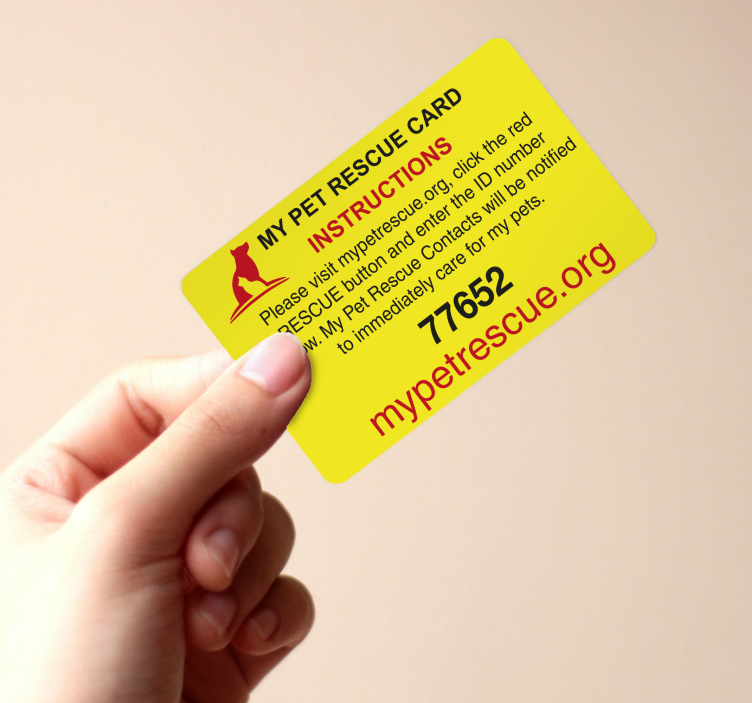 MY PET RESCUE CARD
INSTRUCTIONS
Please visit mypetrescue.org, click the red
RESCUE button and enter the ID number
My Pet Rescue Contacts will be notified
to immediately care for my pets.
77652
mypetrescue.org